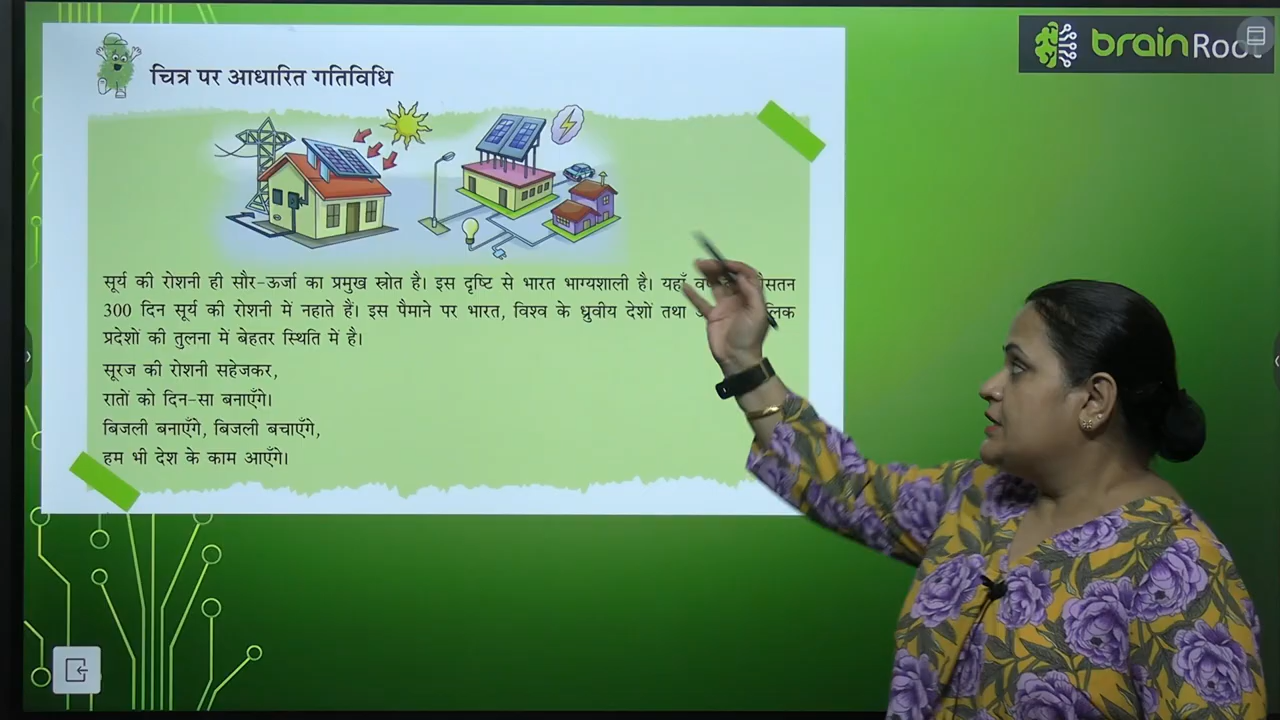 brainRoot
चित्र पर आधारित गतिविधि
सूर्य की रोशनी ही सौर-ऊर्जा का प्रमुख स्रोत है। इस दृष्टि से भारत भाग्यशाली है। यहाँ
300 दिन सूर्य की रोशनी में नहाते हैं। इस पैमाने पर भारत, विश्व के ध्रुवीय देशों तथा
प्रदेशों की तुलना में बेहतर स्थिति में है।
सूरज की रोशनी सहेजकर,
रातों को दिन-सा बनाएँगे।
बिजली बनाएँगे, बिजली बचाएँगे,
हम भी देश के काम आएँगे।